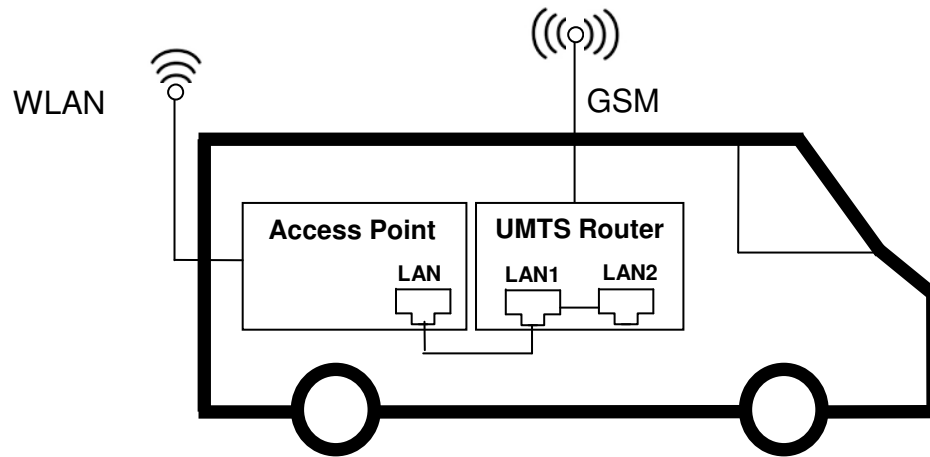 WLAN
GSM
Access Point
UMTS Router
LAN
LAN1
LAN2